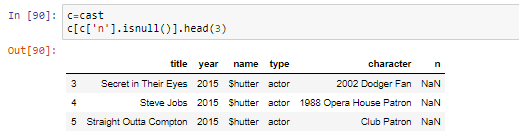 In [90]: c=cast
c[c['n'].isnull()].head(3)
Out[90]:
title year name type character n
3 Secret in Their Eyes 2015 $hutter actor 2002 Dodger Fan NaN
4 Steve Jobs 2015 $hutter actor 1988 Opera House Patron NaN
5 Straight Outta Compton 2015 $hutter actor Club Patron NaN